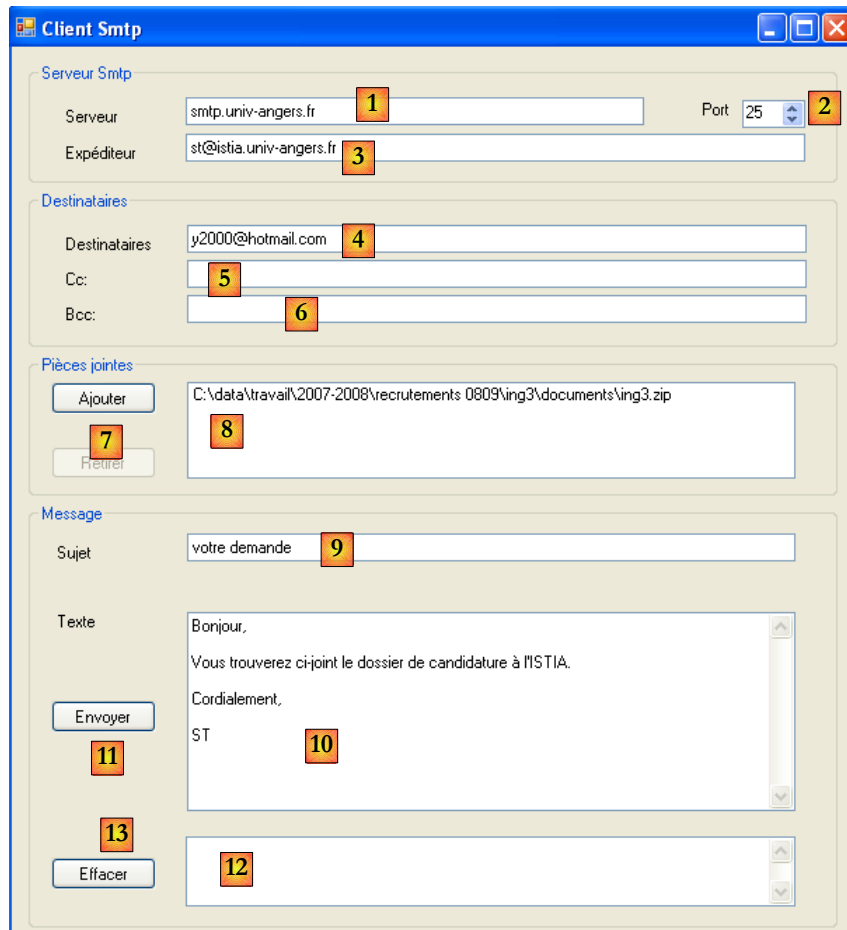 Client Smtp
Serveur Smtp
Serveur smtp.univ-angers.fr 1 Port 25 2
Expéditeur st@istia.univ-angers.fr 3
Destinataires
Destinataires y2000@hotmail.com 4
Cc: 5
Bcc: 6
Pièces jointes
Ajouter C:\data\travail\2007-2008\recrutements 0809\ing3\documents\ing3.zip
7 8
Retirer
Message
Sujet votre demande 9
Texte Bonjour,
Vous trouverez ci-joint le dossier de candidature à l'ISTIA.
Cordialement,
Envoyer ST 10
11
13
Effacer 12